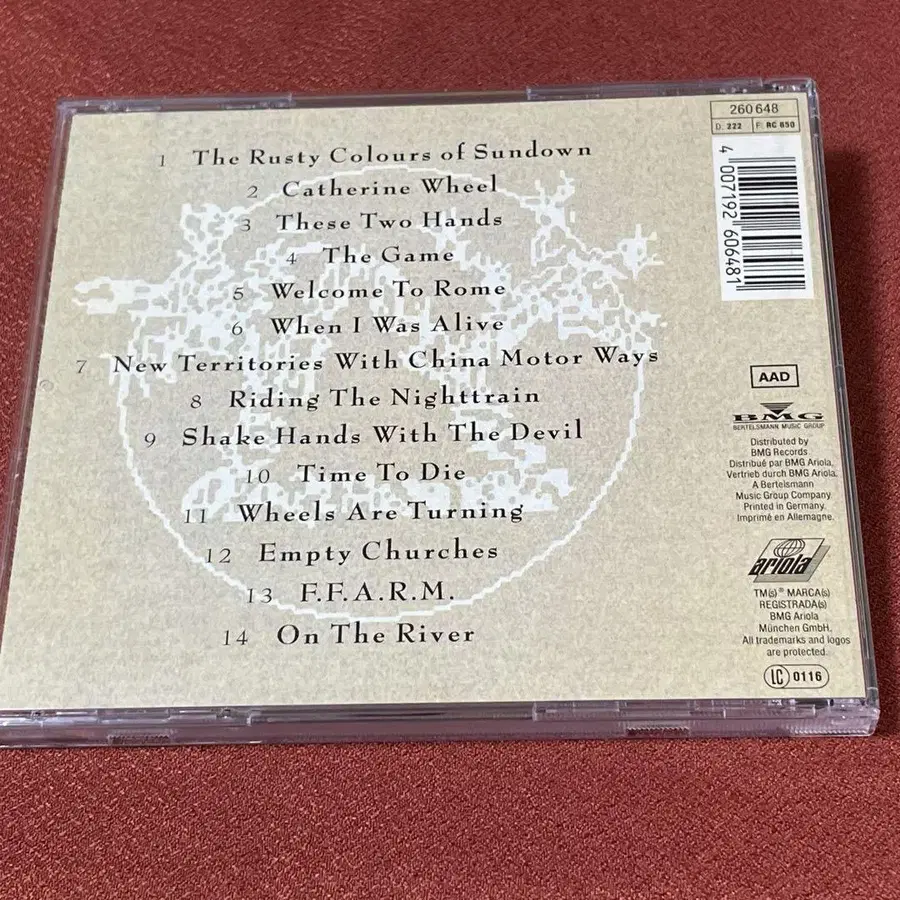 1 The Rusty Colours of Sundown
2 Catherine Wheel
3 These Two Hands
4 The Game
5 Welcome To Rome
6 When I Was Alive
7 New Territories With China Motor Ways
8 Riding The Nighttrain
9 Shake Hands With The Devil
10 Time To Die
11 Wheels Are Turning
12 Empty Churches
13 F.F.A.R.M.
14 On The River
260 648
D: 222 F: RC 650
4 007192 606481
AAD
BMG
BERTELSMANN MUSIC GROUP
Distributed by
BMG Records.
Distribué par BMG Ariola.
Vertrieb durch BMG Ariola.
A Bertelsmann
Music Group Company.
Printed in Germany.
Imprimé en Allemagne.
ariola
TM(s) ® MARCA(s)
REGISTRADA(s)
BMG Ariola
München GmbH.
All trademarks and logos
are protected.
LC 0116